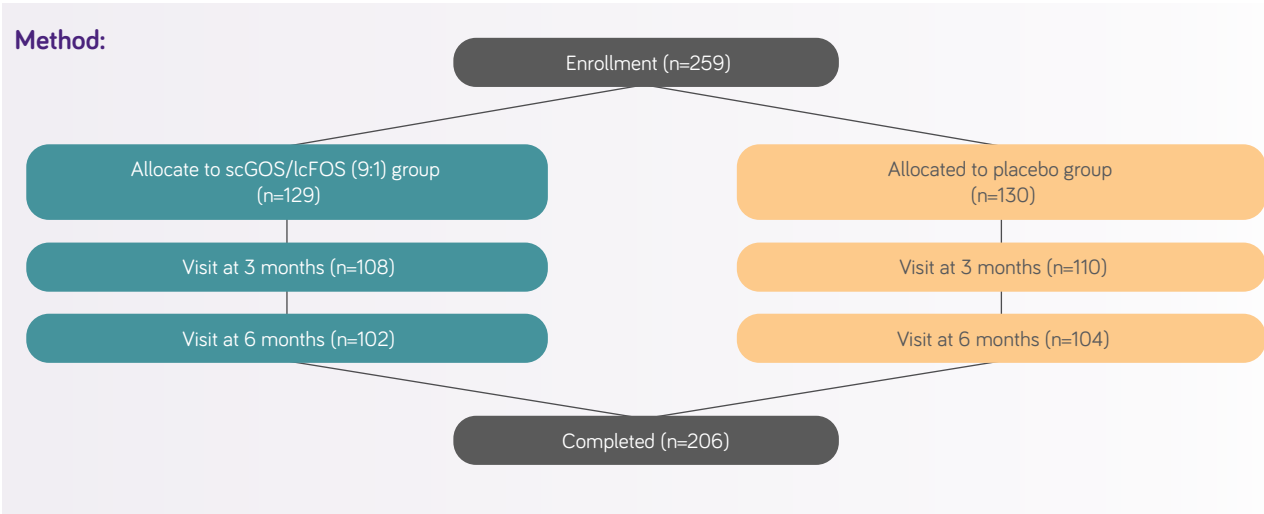 Method:
Enrollment (n=259)
Allocate to scGOS/lcFOS (9:1) group
(n=129)
Allocated to placebo group
(n=130)
Visit at 3 months (n=108)
Visit at 3 months (n=110)
Visit at 6 months (n=102)
Visit at 6 months (n=104)
Completed (n=206)